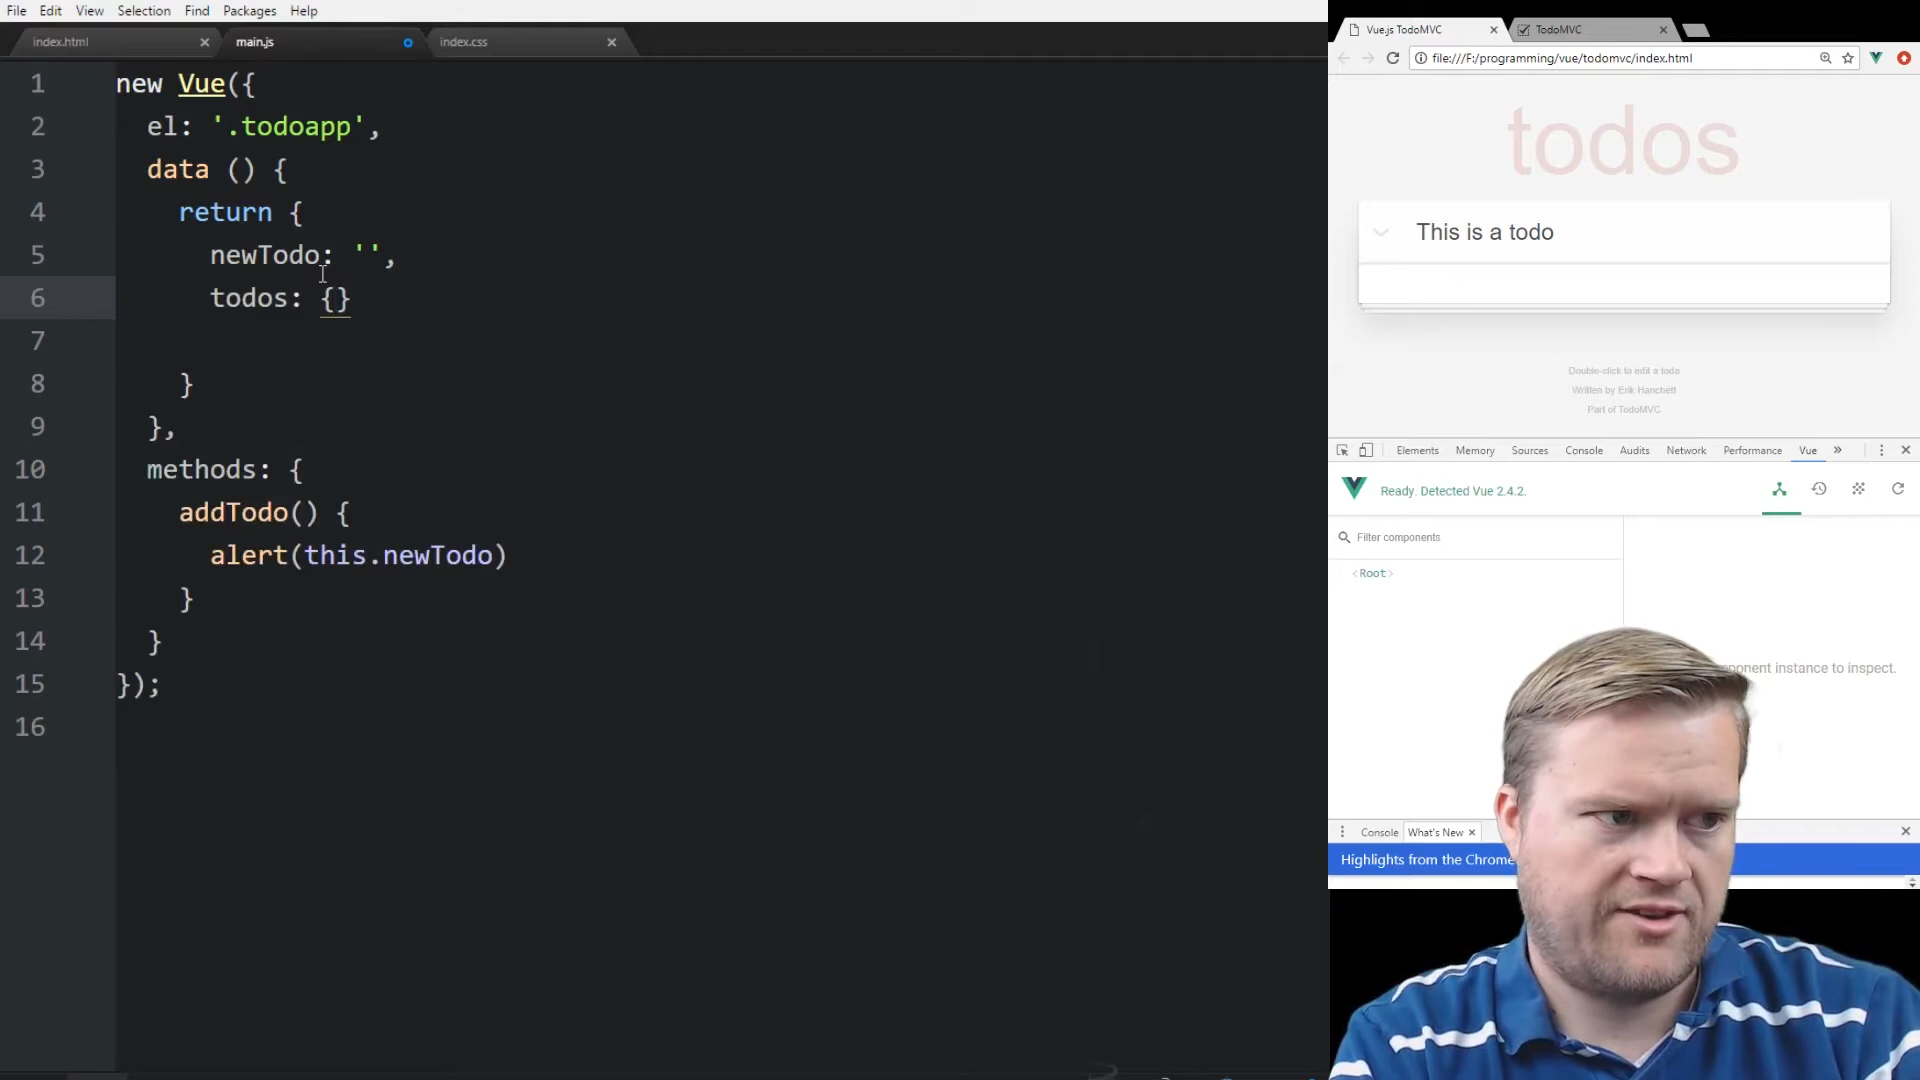 File Edit View Selection Find Packages Help
index.html
main.js
index.css
1 new Vue({
2 el: '.todoapp',
3 data () {
4 return {
5 newTodo: '',
6 todos: {}
7
8 }
9 },
10 methods: {
11 addTodo() {
12 alert(this.newTodo)
13 }
14 }
15 });
16
Vue.js TodoMVC
TodoMVC
file:///F:/programming/vue/todomvc/index.html
todos
This is a todo
Double-click to edit a todo
Written by Erik Hanchett
Part of TodoMVC
Elements Memory Sources Console Audits Network Performance Vue »
Ready. Detected Vue 2.4.2.
Filter components
<Root>
instance to inspect.
Console What's New
Highlights from the Chrome